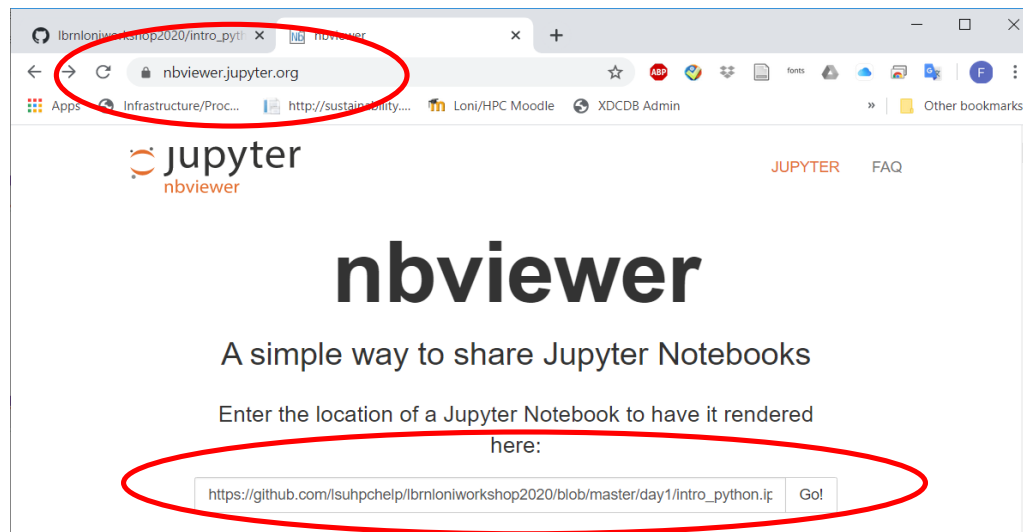 lbrnloniworkshop2020/intro_pyth
nbviewer
nbviewer.jupyter.org
ABP
fonts
F
Apps
Infrastructure/Proc...
http://sustainability....
Loni/HPC Moodle
XDCDB Admin
»
Other bookmarks
jupyter
nbviewer
JUPYTER
FAQ
nbviewer
A simple way to share Jupyter Notebooks
Enter the location of a Jupyter Notebook to have it rendered
here:
https://github.com/lsuhpchelp/lbrnloniworkshop2020/blob/master/day1/intro_python.ip
Go!